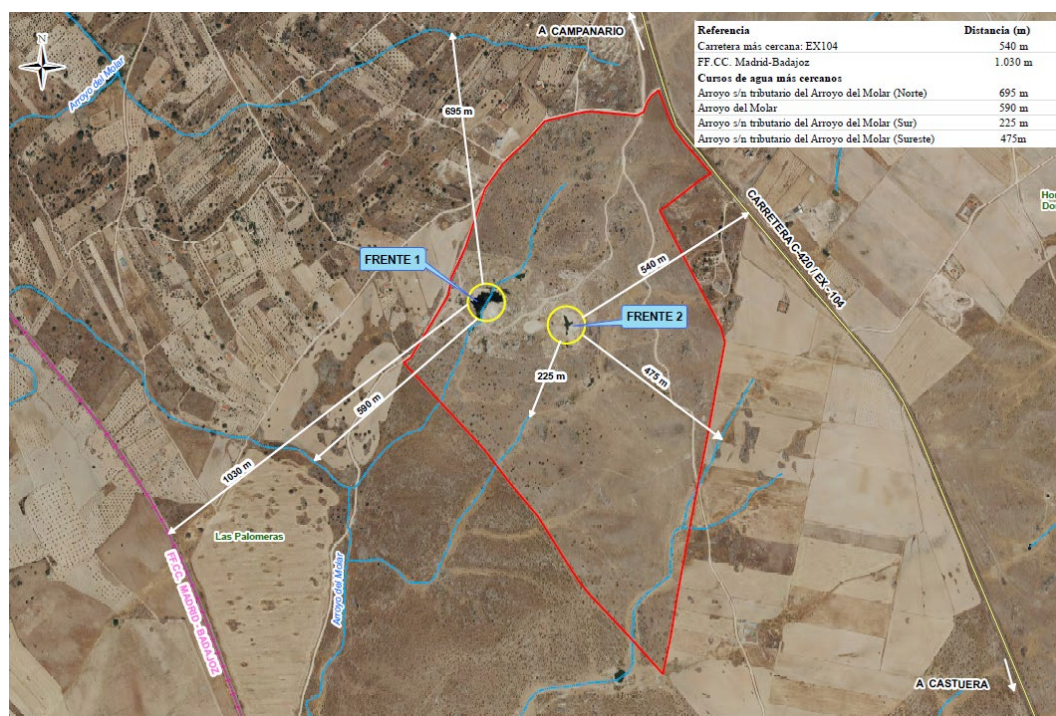 N
A CAMPANARIO
Referencia Distancia (m)
Carretera más cercana: EX104 540 m
FF.CC. Madrid-Badajoz 1.030 m
Cursos de agua más cercanos
Arroyo s/n tributario del Arroyo del Molar (Norte) 695 m
Arroyo del Molar 590 m
Arroyo s/n tributario del Arroyo del Molar (Sur) 225 m
Arroyo s/n tributario del Arroyo del Molar (Sureste) 475m
Arroyo del Molar
695 m
CARRETERA C-420 / EX - 104
FRENTE 1
540 m
FRENTE 2
225 m
475 m
590 m
1030 m
Las Palomeras
Arroyo del Molar
FF.CC. MADRID - BADAJOZ
A CASTUERA